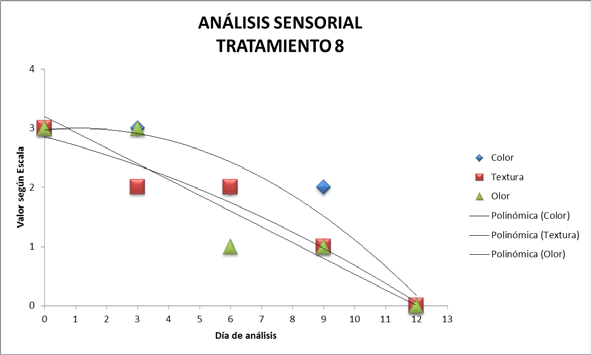 ANÁLISIS SENSORIAL
TRATAMIENTO 8
Valor según Escala
4
3
2
1
0
0 1 2 3 4 5 6 7 8 9 10 11 12 13
Día de análisis
Color
Textura
Olor
Polinómica (Color)
Polinómica (Textura)
Polinómica (Olor)